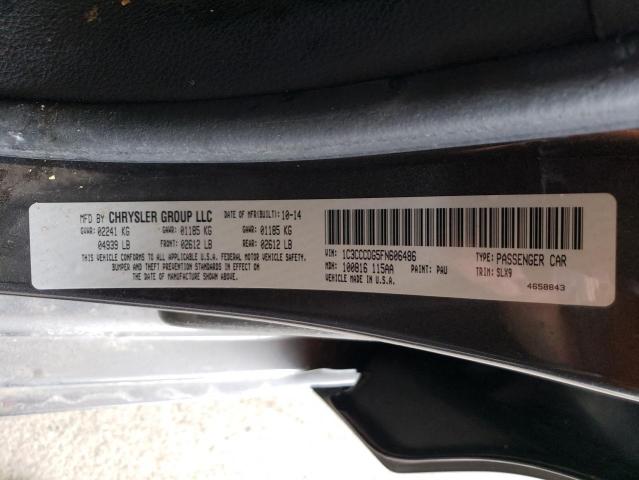 MFD BY CHRYSLER GROUP LLC DATE OF MFR(BUILT): 10-14
GVWR: 02241 KG GAWR: 01185 KG GAWR: 01185 KG
04939 LB FRONT: 02612 LB REAR: 02612 LB
THIS VEHICLE CONFORMS TO ALL APPLICABLE U.S.A. FEDERAL MOTOR VEHICLE SAFETY,
BUMPER AND THEFT PREVENTION STANDARDS IN EFFECT ON
THE DATE OF MANUFACTURE SHOWN ABOVE.
VIN: 1C3CCCDG5FN606486 TYPE: PASSENGER CAR
MDH: 100816 115AA PAINT: PAU TRIM: SLX9
VEHICLE MADE IN U.S.A. 4658843